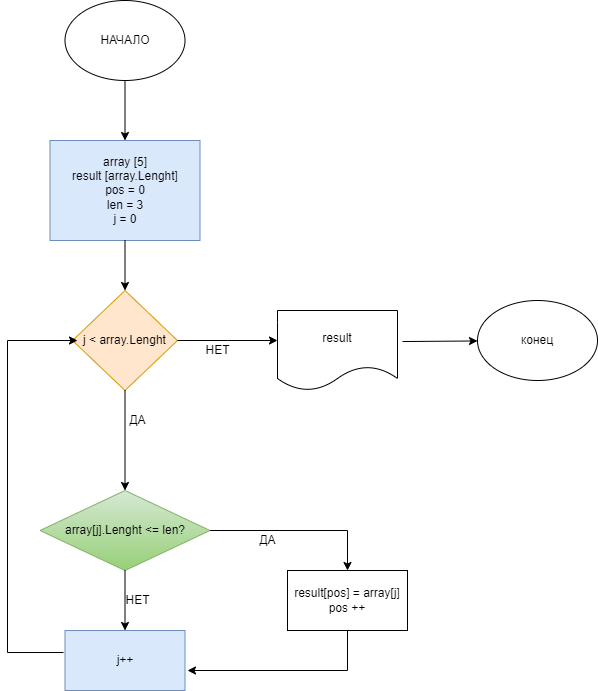 НАЧАЛО
array [5]
result [array.Lenght]
pos = 0
len = 3
j = 0
j < array.Lenght
НЕТ
result
конец
ДА
array[j].Lenght <= len?
ДА
result[pos] = array[j]
pos ++
НЕТ
j++